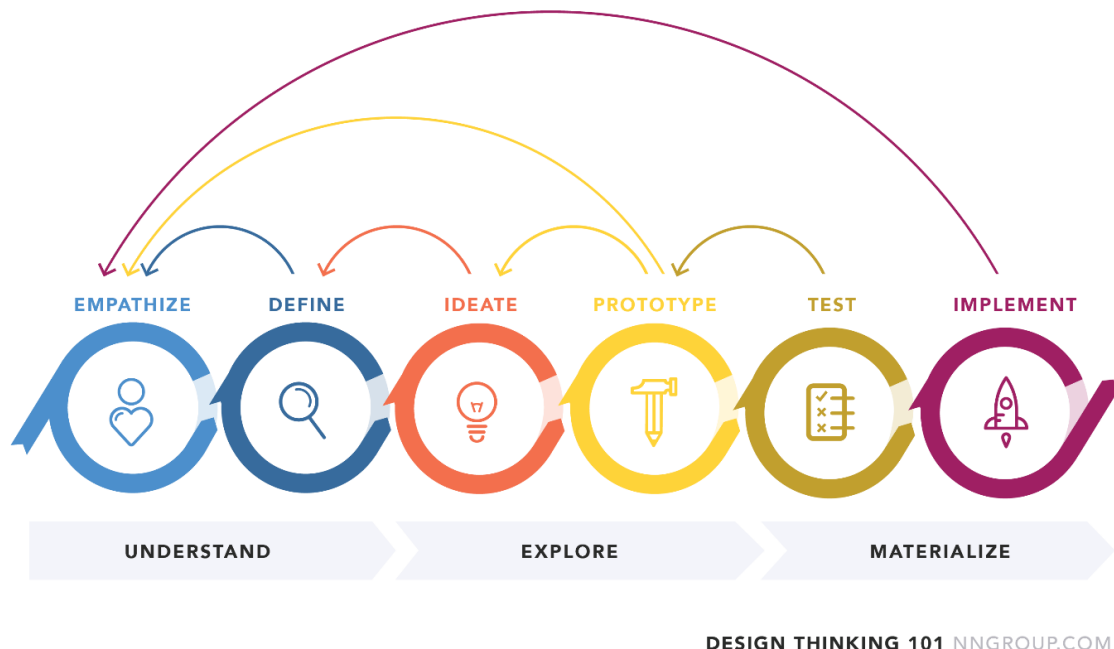 EMPATHIZE DEFINE IDEATE PROTOTYPE TEST IMPLEMENT
UNDERSTAND EXPLORE MATERIALIZE
DESIGN THINKING 101 NNGROUP.COM